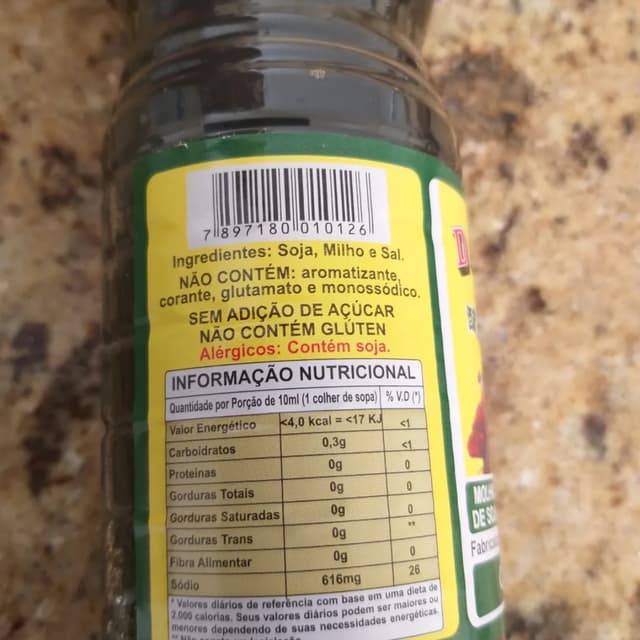 7 897180 010126
Ingredientes: Soja, Milho e Sal.
NÃO CONTÉM: aromatizante,
corante, glutamato e monossódico.
SEM ADIÇÃO DE AÇÚCAR
NÃO CONTÉM GLÚTEN
Alérgicos: Contém soja.
INFORMAÇÃO NUTRICIONAL
Quantidade por Porção de 10ml (1 colher de sopa) % V.D (*)
Valor Energético <4,0 kcal = <17 KJ <1
Carboidratos 0,3g <1
Proteínas 0g 0
Gorduras Totais 0g 0
Gorduras Saturadas 0g 0
Gorduras Trans 0g **
Fibra Alimentar 0g 0
Sódio 616mg 26
* Valores diários de referência com base em uma dieta de
2.000 calorias. Seus valores diários podem ser maiores ou
menores dependendo de suas necessidades energéticas.
DE